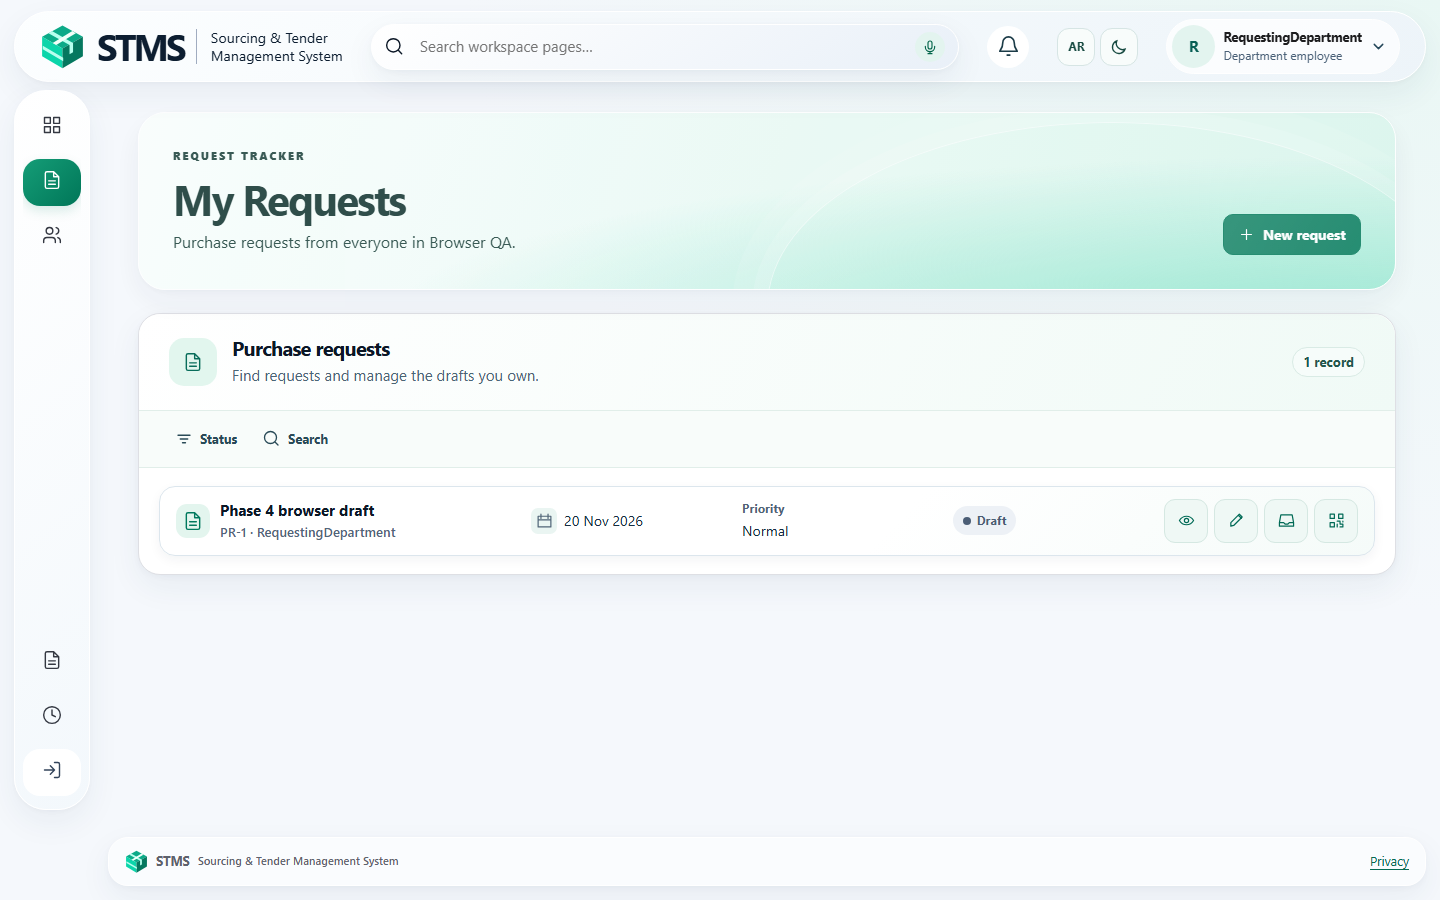 STMS
Sourcing & Tender
Management System
Search workspace pages...
AR
R
RequestingDepartment
Department employee
REQUEST TRACKER
My Requests
Purchase requests from everyone in Browser QA.
New request
Purchase requests
Find requests and manage the drafts you own.
1 record
Status
Search
Phase 4 browser draft
PR-1 · RequestingDepartment
20 Nov 2026
Priority
Normal
Draft
STMS
Sourcing & Tender Management System
Privacy